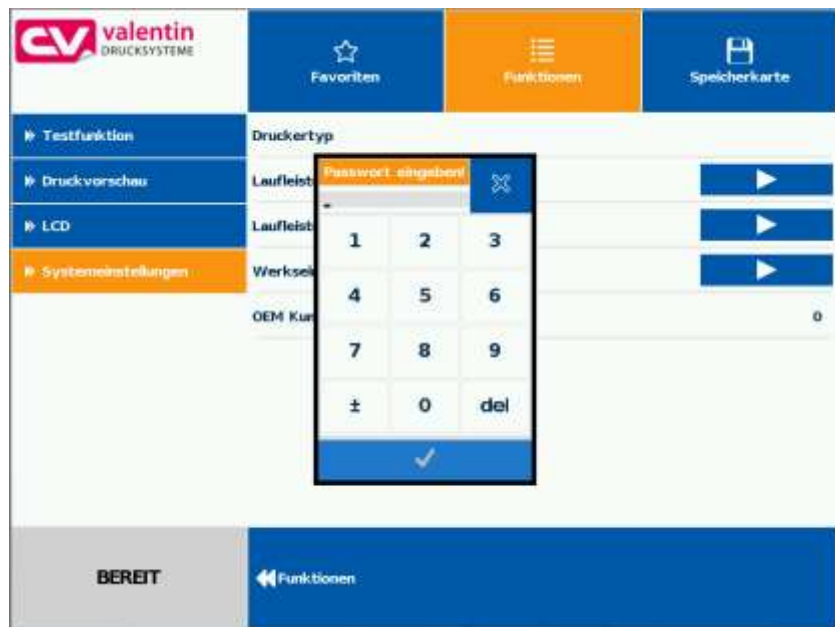 CV valentin
DRUCKSYSTEME
Favoriten
Funktionen
Speicherkarte
Testfunktion
Druckertyp
Druckvorschau
Laufleist
LCD
Laufleist
Systemeinstellungen
Werksei
OEM Kun
0
Passwort eingeben!
-
1 2 3
4 5 6
7 8 9
± 0 del
BEREIT
Funktionen